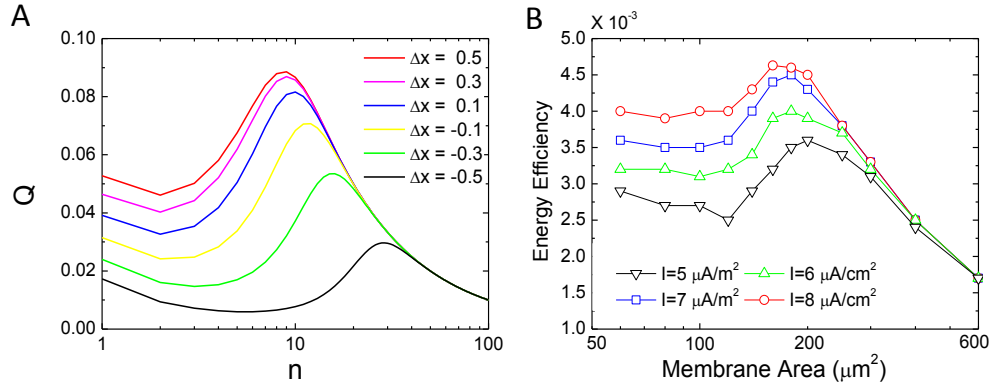 A
0.10
0.08
0.06
0.04
0.02
0.00
Q
1
10
100
n
Δx = 0.5
Δx = 0.3
Δx = 0.1
Δx = -0.1
Δx = -0.3
Δx = -0.5
B
X 10⁻³
5.0
4.5
4.0
3.5
3.0
2.5
2.0
1.5
1.0
Energy Efficiency
50
100
200
600
Membrane Area (μm²)
I=5 μA/m²
I=6 μA/cm²
I=7 μA/m²
I=8 μA/cm²